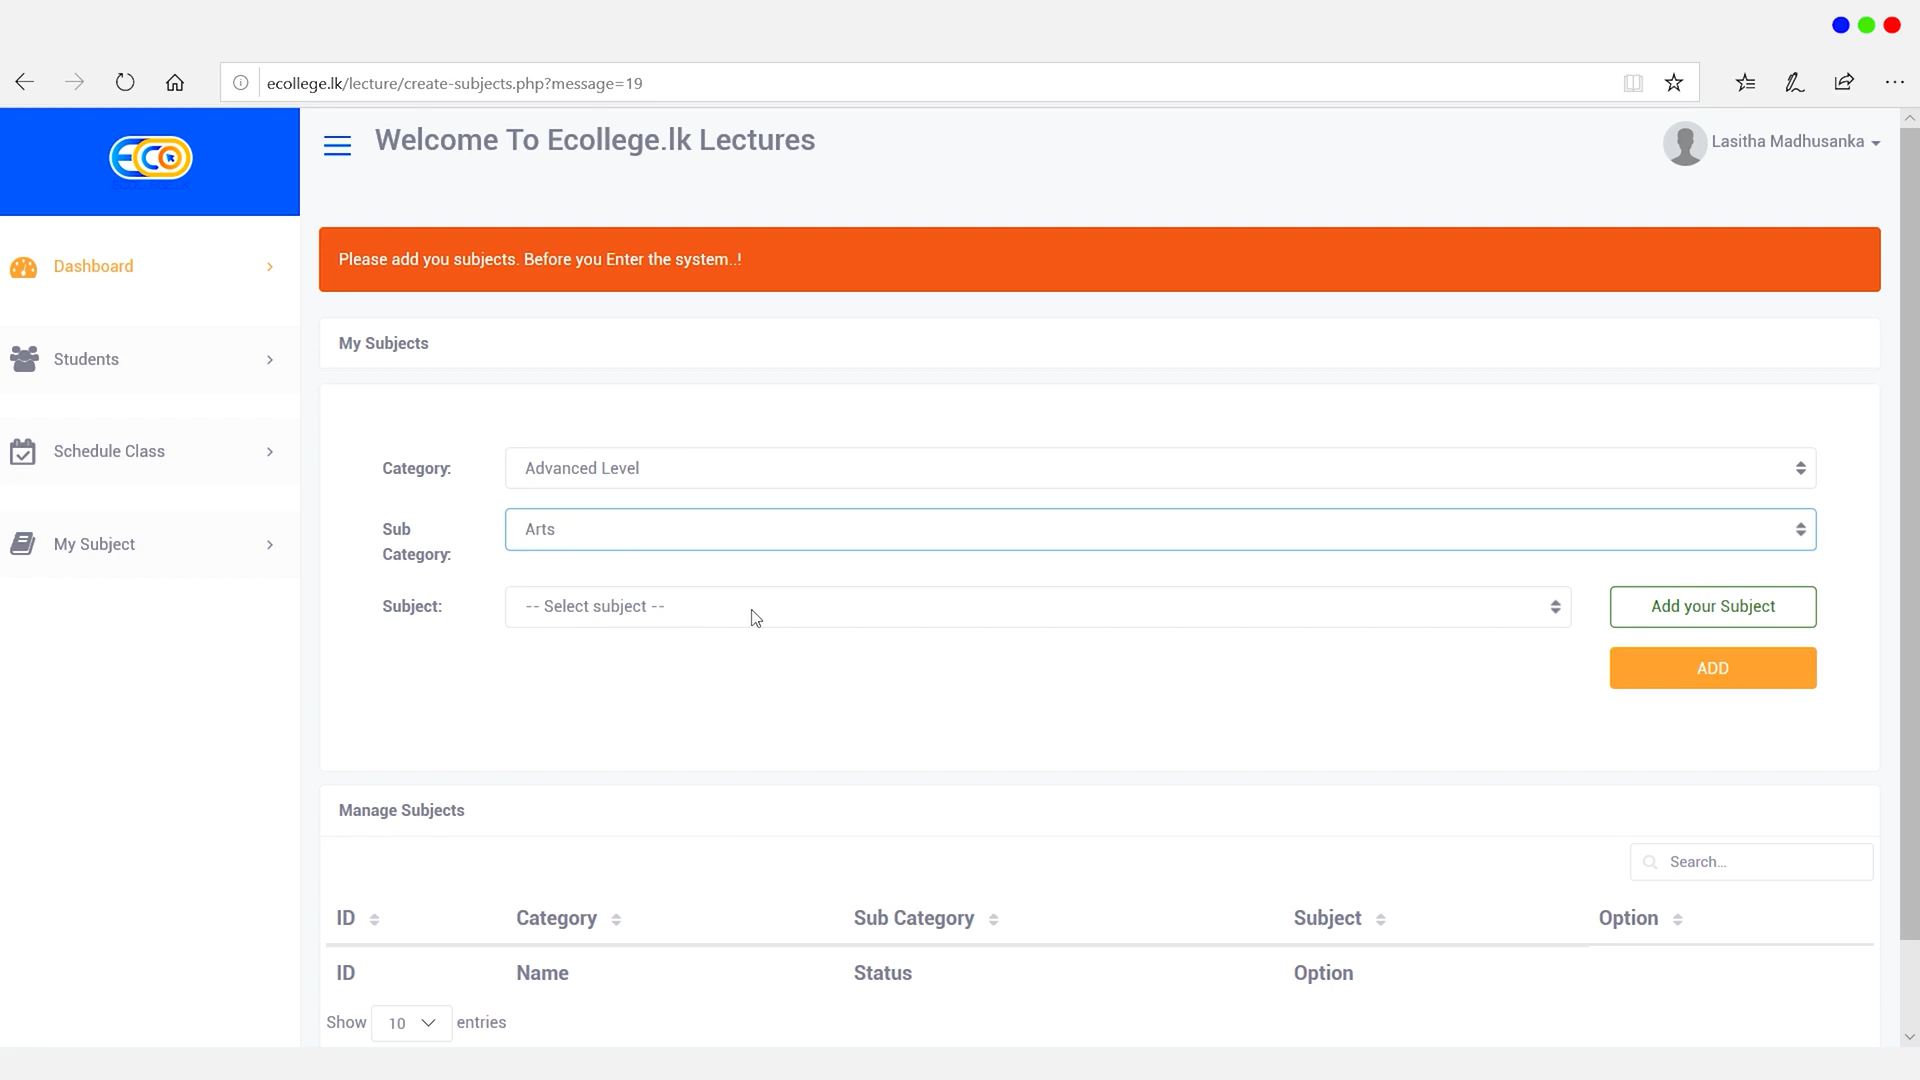 ecollege.lk/lecture/create-subjects.php?message=19
ECO
Welcome To Ecollege.lk Lectures
Lasitha Madhusanka
Dashboard
Students
Schedule Class
My Subject
Please add you subjects. Before you Enter the system..!
My Subjects
Category:
Advanced Level
Sub
Category:
Arts
Subject:
-- Select subject --
Add your Subject
ADD
Manage Subjects
Search...
ID Category Sub Category Subject Option
ID Name Status Option
Show 10 entries